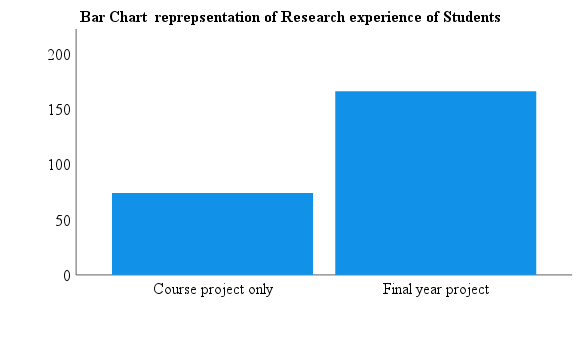 Bar Chart  reprepsentation of Research experience of Students
200
150
100
50
0
Course project only
Final year project